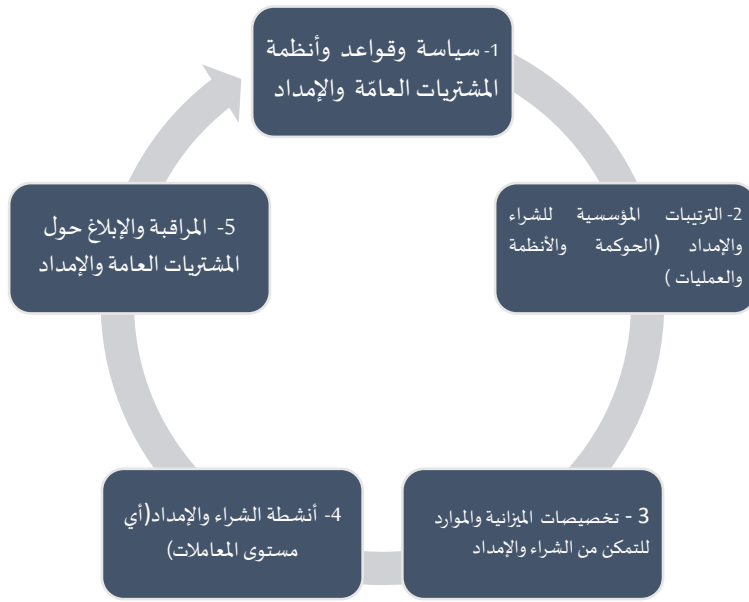 1- سياسة وقواعد وأنظمة
المشتريات العامّة والإمداد
2- الترتيبات المؤسسية للشراء
والإمداد (الحوكمة والأنظمة
والعمليات )
3 - تخصيصات الميزانية والموارد
للتمكن من الشراء والإمداد
4- أنشطة الشراء والإمداد(أي
مستوى المعاملات)
5- المراقبة والإبلاغ حول
المشتريات العامة والإمداد